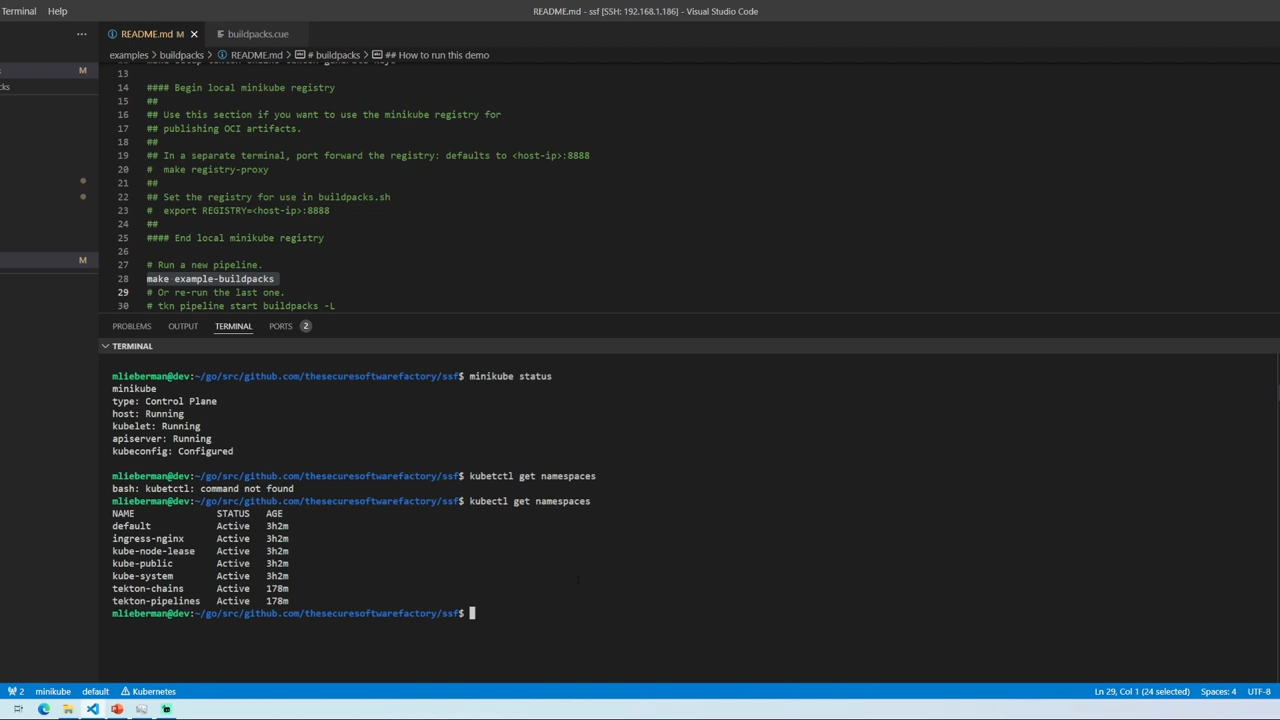 Terminal Help README.md - ssf [SSH: 192.168.1.186] - Visual Studio Code
README.md M buildpacks.cue
examples > buildpacks > README.md > # buildpacks > ## How to run this demo
M
cks
M
13
14 #### Begin local minikube registry
15 ##
16 ## Use this section if you want to use the minikube registry for
17 ## publishing OCI artifacts.
18 ##
19 ## In a separate terminal, port forward the registry: defaults to <host-ip>:8888
20 # make registry-proxy
21 ##
22 ## Set the registry for use in buildpacks.sh
23 # export REGISTRY=<host-ip>:8888
24 ##
25 #### End local minikube registry
26
27 # Run a new pipeline.
28 make example-buildpacks
29 # Or re-run the last one.
30 # tkn pipeline start buildpacks -L
PROBLEMS OUTPUT TERMINAL PORTS 2
TERMINAL
mlieberman@dev:~/go/src/github.com/thesecuresoftwarefactory/ssf$ minikube status
minikube
type: Control Plane
host: Running
kubelet: Running
apiserver: Running
kubeconfig: Configured
mlieberman@dev:~/go/src/github.com/thesecuresoftwarefactory/ssf$ kubetctl get namespaces
bash: kubetctl: command not found
mlieberman@dev:~/go/src/github.com/thesecuresoftwarefactory/ssf$ kubectl get namespaces
NAME STATUS AGE
default Active 3h2m
ingress-nginx Active 3h2m
kube-node-lease Active 3h2m
kube-public Active 3h2m
kube-system Active 3h2m
tekton-chains Active 178m
tekton-pipelines Active 178m
mlieberman@dev:~/go/src/github.com/thesecuresoftwarefactory/ssf$
2 minikube default Kubernetes Ln 29, Col 1 (24 selected) Spaces: 4 UTF-8